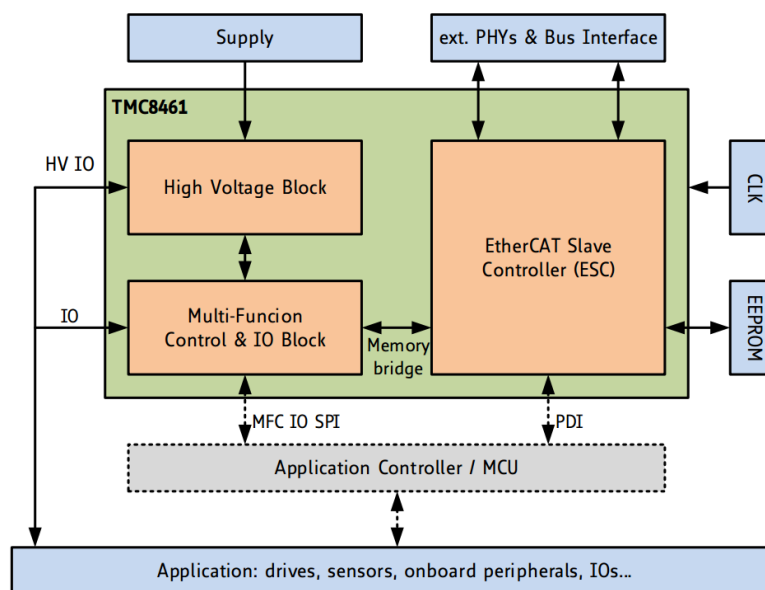 Supply
ext. PHYs & Bus Interface
TMC8461
HV IO
High Voltage Block
CLK
EtherCAT Slave
Controller (ESC)
IO
Multi-Funcion
Control & IO Block
Memory
bridge
EEPROM
MFC IO SPI
PDI
Application Controller / MCU
Application: drives, sensors, onboard peripherals, IOs...